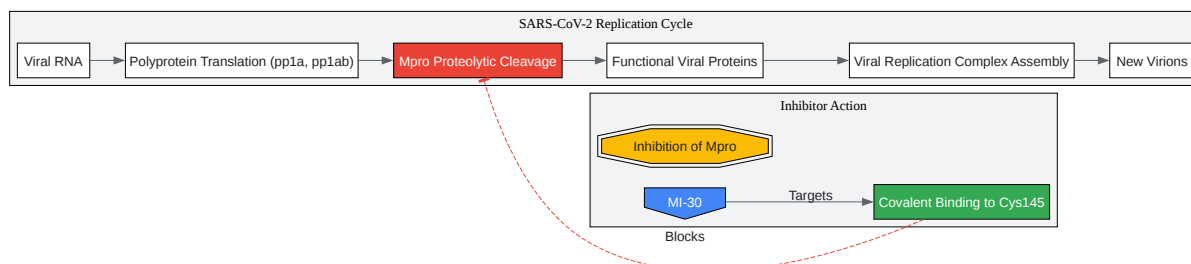 SARS-CoV-2 Replication Cycle
Viral RNA
Polyprotein Translation (pp1a, pp1ab)
Mpro Proteolytic Cleavage
Functional Viral Proteins
Viral Replication Complex Assembly
New Virions
Inhibitor Action
Inhibition of Mpro
MI-30
Targets
Covalent Binding to Cys145
Blocks